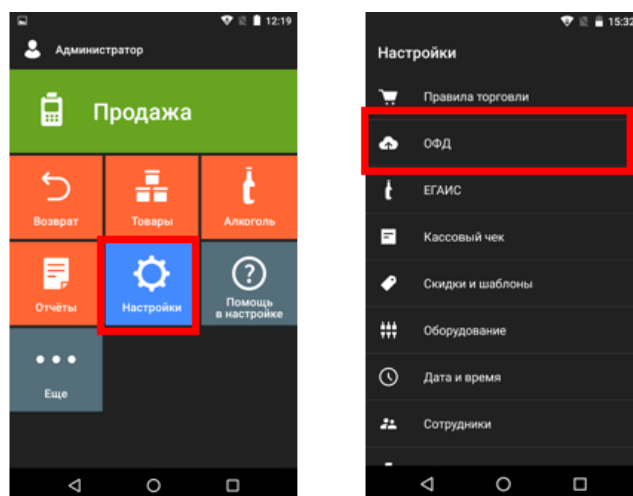 12:19
Администратор
Продажа
Возврат
Товары
Алкоголь
Отчёты
Настройки
Помощь
в настройке
Еще
15:32
Настройки
Правила торговли
ОФД
ЕГАИС
Кассовый чек
Скидки и шаблоны
Оборудование
Дата и время
Сотрудники